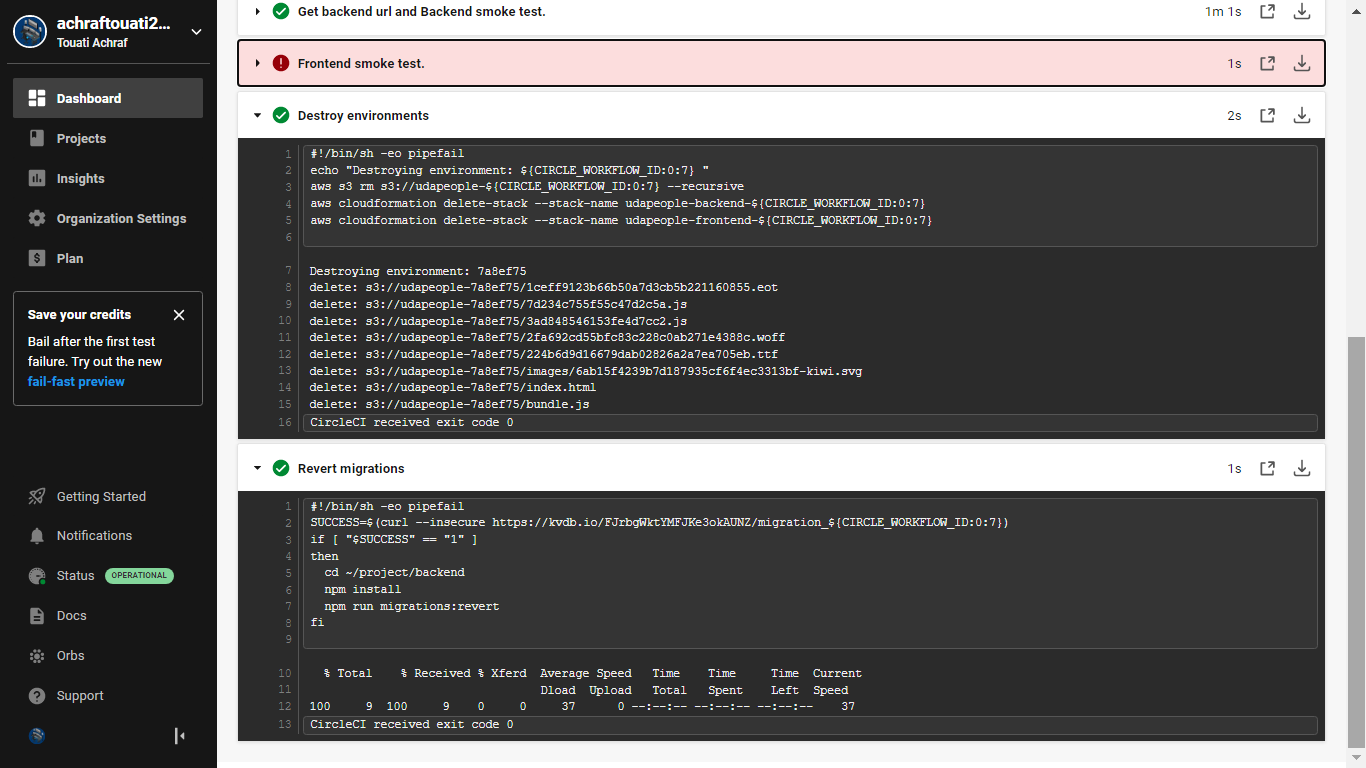 achraftouati2...
Touati Achraf
Dashboard
Projects
Insights
Organization Settings
Plan
Save your credits
Bail after the first test
failure. Try out the new
fail-fast preview
Getting Started
Notifications
Status OPERATIONAL
Docs
Orbs
Support
Get backend url and Backend smoke test. 1m 1s
Frontend smoke test. 1s
Destroy environments 2s
1 #!/bin/sh -eo pipefail
2 echo "Destroying environment: ${CIRCLE_WORKFLOW_ID:0:7} "
3 aws s3 rm s3://udapeople-${CIRCLE_WORKFLOW_ID:0:7} --recursive
4 aws cloudformation delete-stack --stack-name udapeople-backend-${CIRCLE_WORKFLOW_ID:0:7}
5 aws cloudformation delete-stack --stack-name udapeople-frontend-${CIRCLE_WORKFLOW_ID:0:7}
6
7 Destroying environment: 7a8ef75
8 delete: s3://udapeople-7a8ef75/1ceff9123b66b50a7d3cb5b221160855.eot
9 delete: s3://udapeople-7a8ef75/7d234c755f55c47d2c5a.js
10 delete: s3://udapeople-7a8ef75/3ad848546153fe4d7cc2.js
11 delete: s3://udapeople-7a8ef75/2fa692cd55bfc83c228c0ab271e4388c.woff
12 delete: s3://udapeople-7a8ef75/224b6d9d16679dab02826a2a7ea705eb.ttf
13 delete: s3://udapeople-7a8ef75/images/6ab15f4239b7d187935cf6f4ec3313bf-kiwi.svg
14 delete: s3://udapeople-7a8ef75/index.html
15 delete: s3://udapeople-7a8ef75/bundle.js
16 CircleCI received exit code 0
Revert migrations 1s
1 #!/bin/sh -eo pipefail
2 SUCCESS=$(curl --insecure https://kvdb.io/FJrbgWktYMFJKe3okAUNZ/migration_${CIRCLE_WORKFLOW_ID:0:7})
3 if [ "$SUCCESS" == "1" ]
4 then
5 cd ~/project/backend
6 npm install
7 npm run migrations:revert
8 fi
9
10 % Total % Received % Xferd Average Speed Time Time Time Current
11 Dload Upload Total Spent Left Speed
12 100 9 100 9 0 0 37 0 --:--:-- --:--:-- --:--:-- 37
13 CircleCI received exit code 0